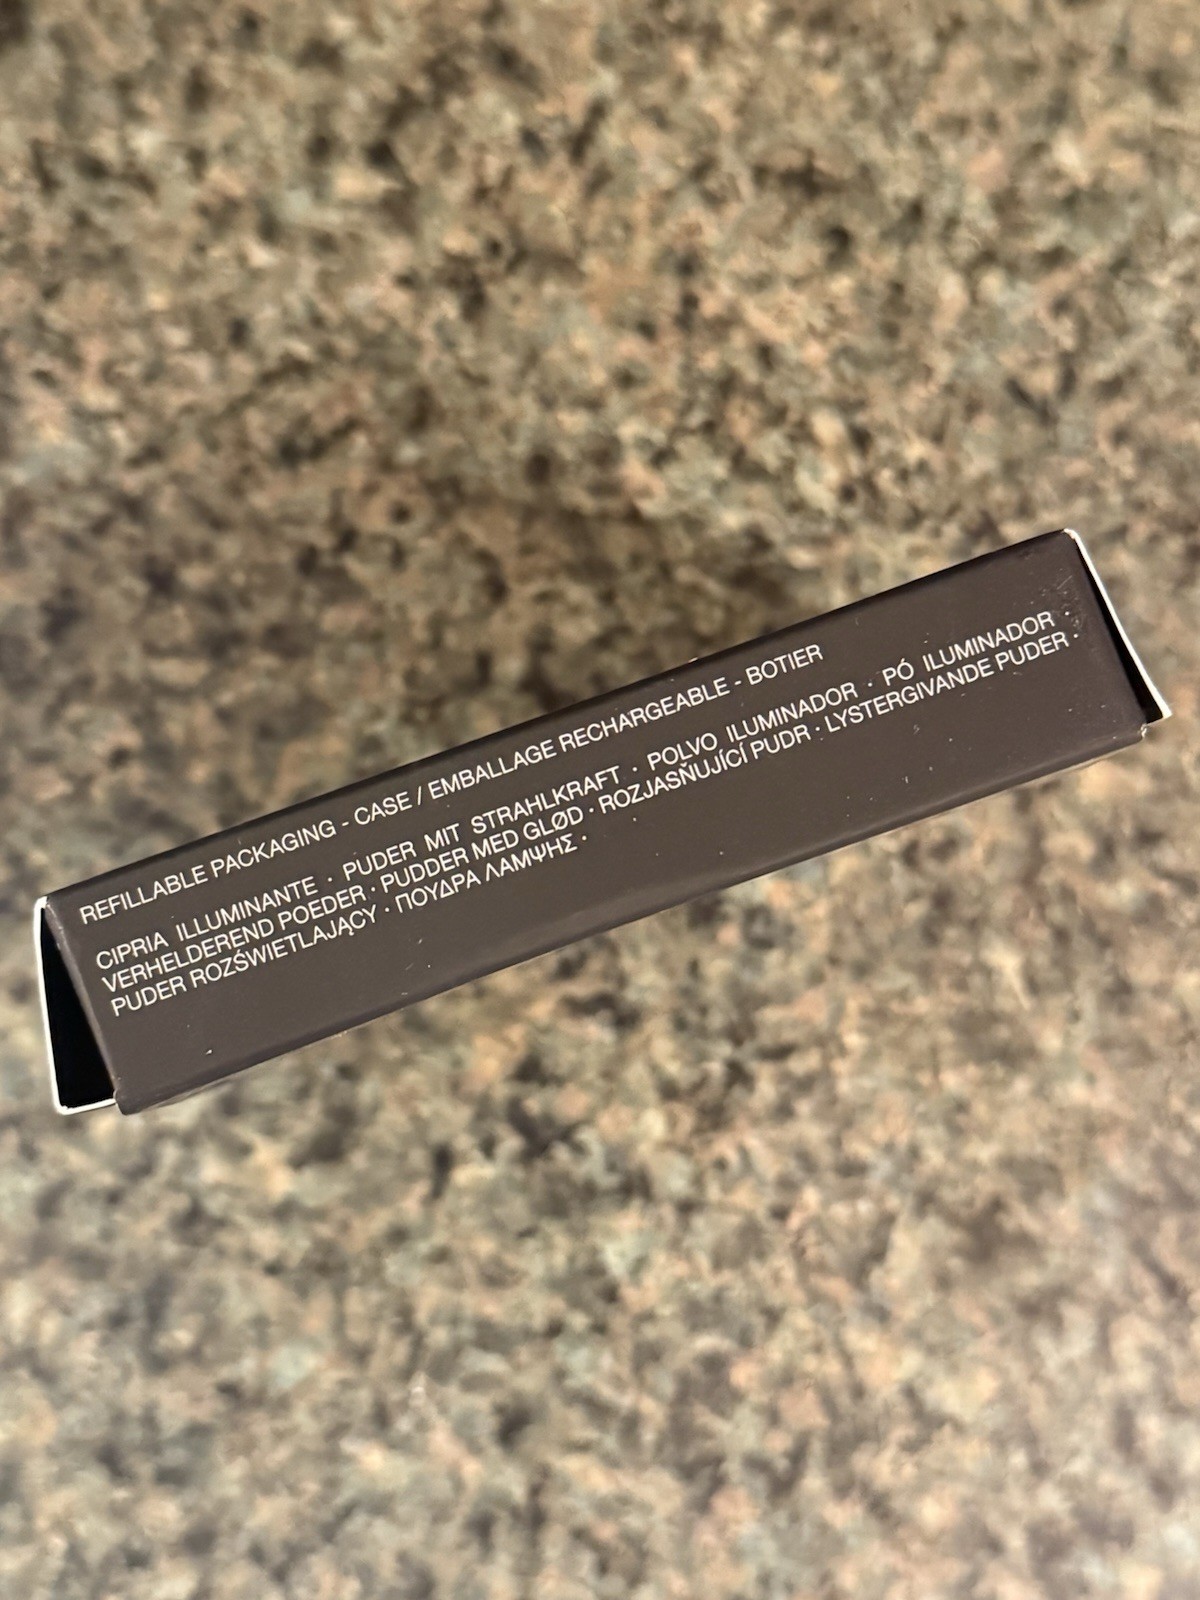 REFILLABLE PACKAGING - CASE / EMBALLAGE RECHARGEABLE - BOTIER
CIPRIA ILLUMINANTE · PUDER MIT STRAHLKRAFT · POLVO ILUMINADOR · PÓ ILUMINADOR ·
VERHELDEREND POEDER · PUDDER MED GLØD · ROZJASŇUJÍCÍ PUDR · LYSTERGIVANDE PUDER ·
PUDER ROZŚWIETLAJĄCY · ΠΟΥΔΡΑ ΛΑΜΨΗΣ ·